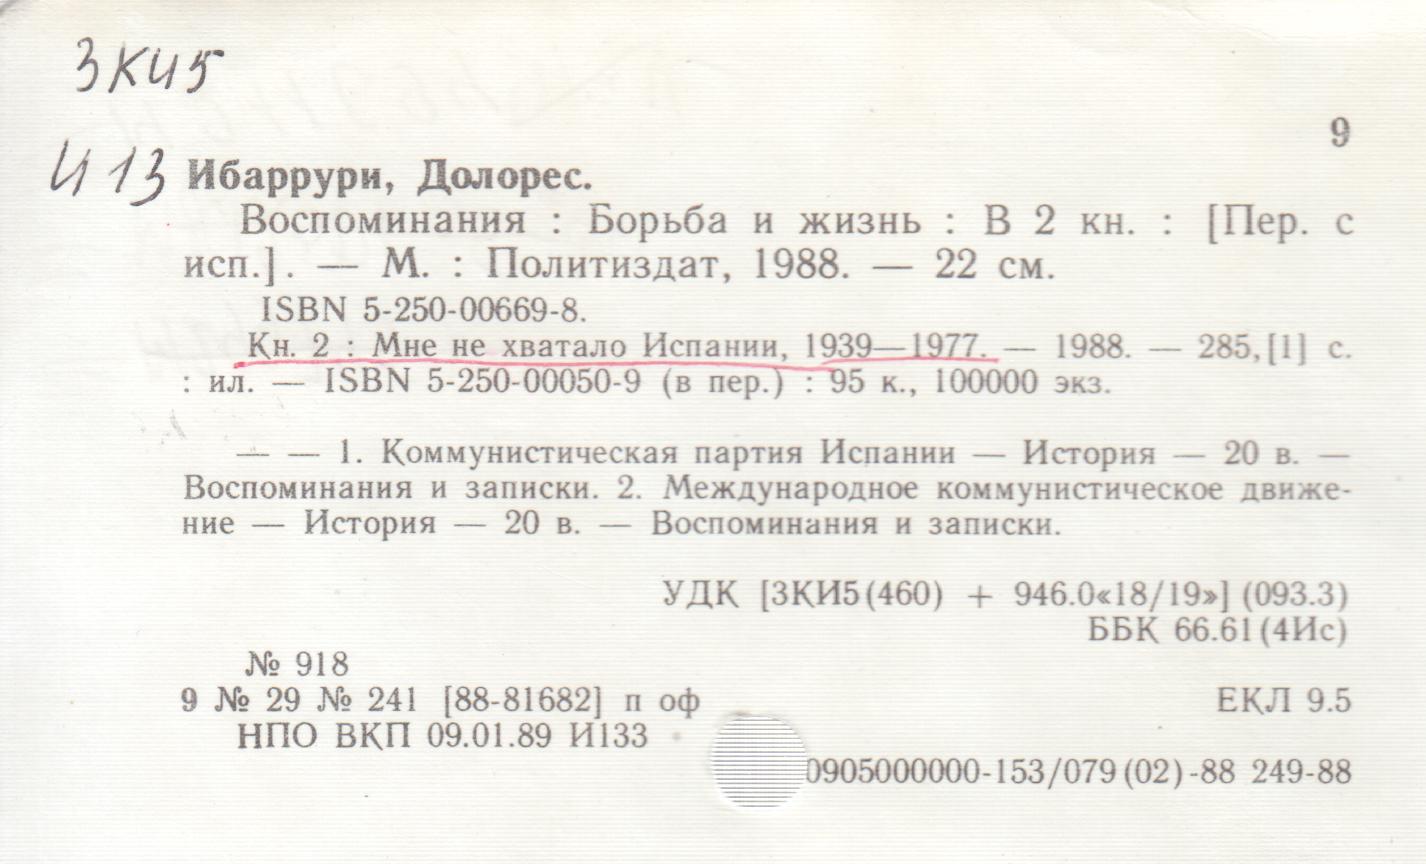 3КИ5
9
И13 Ибаррури, Долорес.
Воспоминания : Борьба и жизнь : В 2 кн. : [Пер. с
исп.] . — М. : Политиздат, 1988. — 22 см.
ISBN 5-250-00669-8.
Кн. 2 : Мне не хватало Испании, 1939—1977. — 1988. — 285,[1] с.
: ил. — ISBN 5-250-00050-9 (в пер.) : 95 к., 100000 экз.
— — 1. Коммунистическая партия Испании — История — 20 в. —
Воспоминания и записки. 2. Международное коммунистическое движе-
ние — История — 20 в. — Воспоминания и записки.
УДК [3КИ5(460) + 946.0«18/19»] (093.3)
ББК 66.61(4Ис)
№ 918
9 № 29 № 241 [88-81682] п оф
ЕКЛ 9.5
НПО ВКП 09.01.89 И133
0905000000-153/079(02)-88 249-88